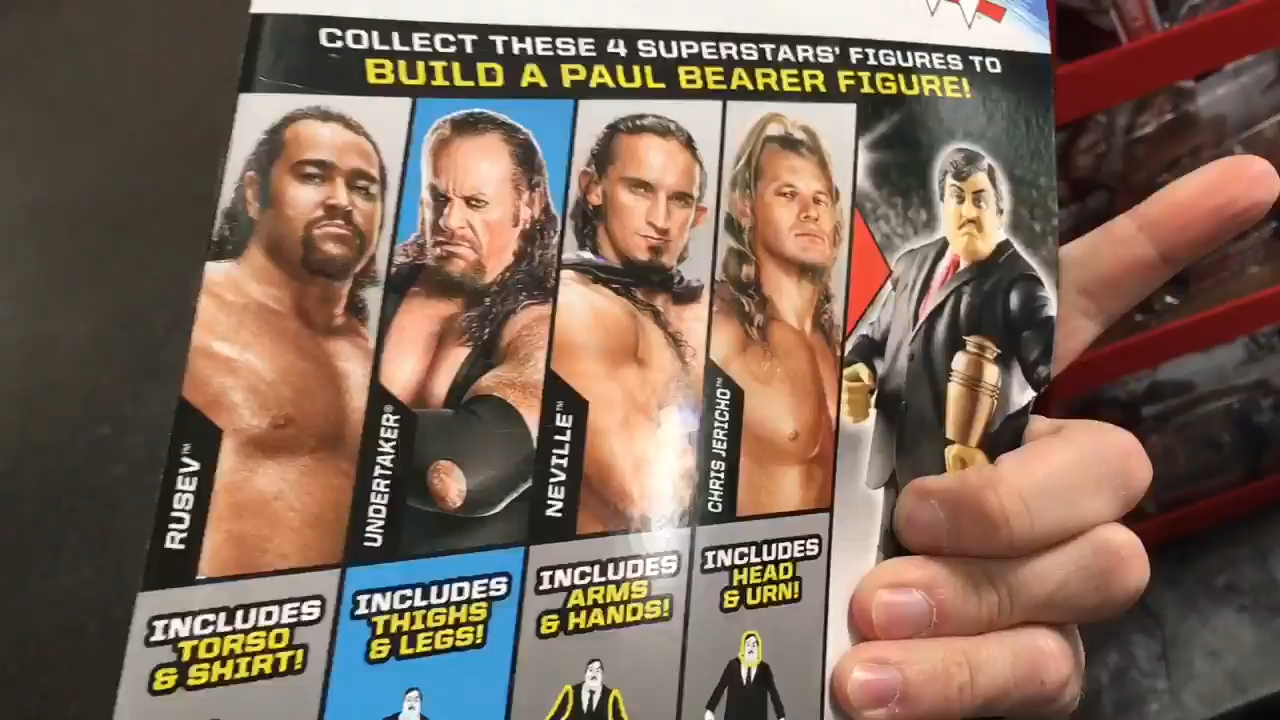 COLLECT THESE 4 SUPERSTARS' FIGURES TO
BUILD A PAUL BEARER FIGURE!
RUSEV™
UNDERTAKER®
NEVILLE™
CHRIS JERICHO™
INCLUDES
TORSO
& SHIRT!
INCLUDES
THIGHS
& LEGS!
INCLUDES
ARMS
& HANDS!
INCLUDES
HEAD
& URN!